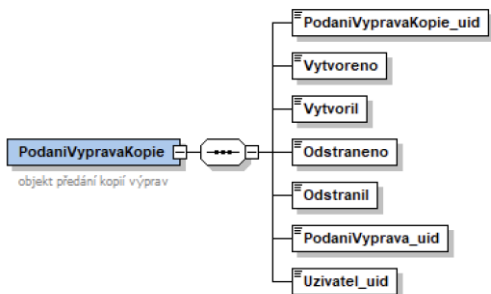 PodaniVypravaKopie_uid
Vytvoreno
Vytvoril
PodaniVypravaKopie
Odstraneno
objekt předání kopií výprav
Odstranil
PodaniVyprava_uid
Uzivatel_uid